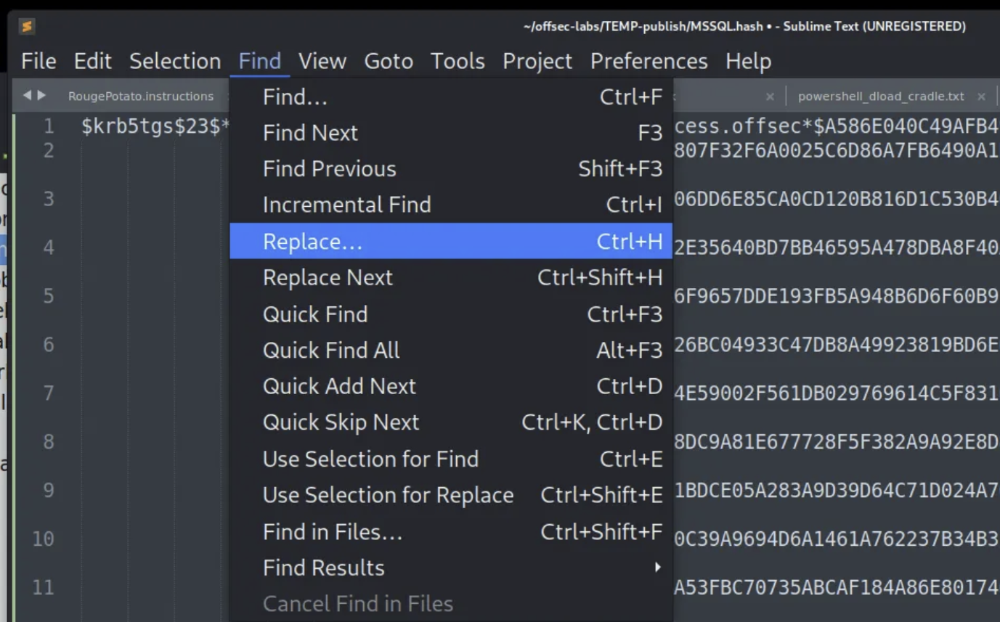 ~/offsec-labs/TEMP-publish/MSSQL.hash • - Sublime Text (UNREGISTERED)
File Edit Selection Find View Goto Tools Project Preferences Help
RougePotato.instructions powershell_dload_cradle.txt
Find... Ctrl+F
Find Next F3
Find Previous Shift+F3
Incremental Find Ctrl+I
Replace... Ctrl+H
Replace Next Ctrl+Shift+H
Quick Find Ctrl+F3
Quick Find All Alt+F3
Quick Add Next Ctrl+D
Quick Skip Next Ctrl+K, Ctrl+D
Use Selection for Find Ctrl+E
Use Selection for Replace Ctrl+Shift+E
Find in Files... Ctrl+Shift+F
Find Results
Cancel Find in Files
1 $krb5tgs$23$* cess.offsec*$A586E040C49AFB4
2 807F32F6A0025C6D86A7FB6490A1
3 06DD6E85CA0CD120B816D1C530B4
4 2E35640BD7BB46595A478DBA8F40
5 6F9657DDE193FB5A948B6D6F60B9
6 26BC04933C47DB8A49923819BD6E
7 4E59002F561DB029769614C5F831
8 8DC9A81E677728F5F382A9A92E8D
9 1BDCE05A283A9D39D64C71D024A7
10 0C39A9694D6A1461A762237B34B3
11 A53FBC70735ABCAF184A86E80174